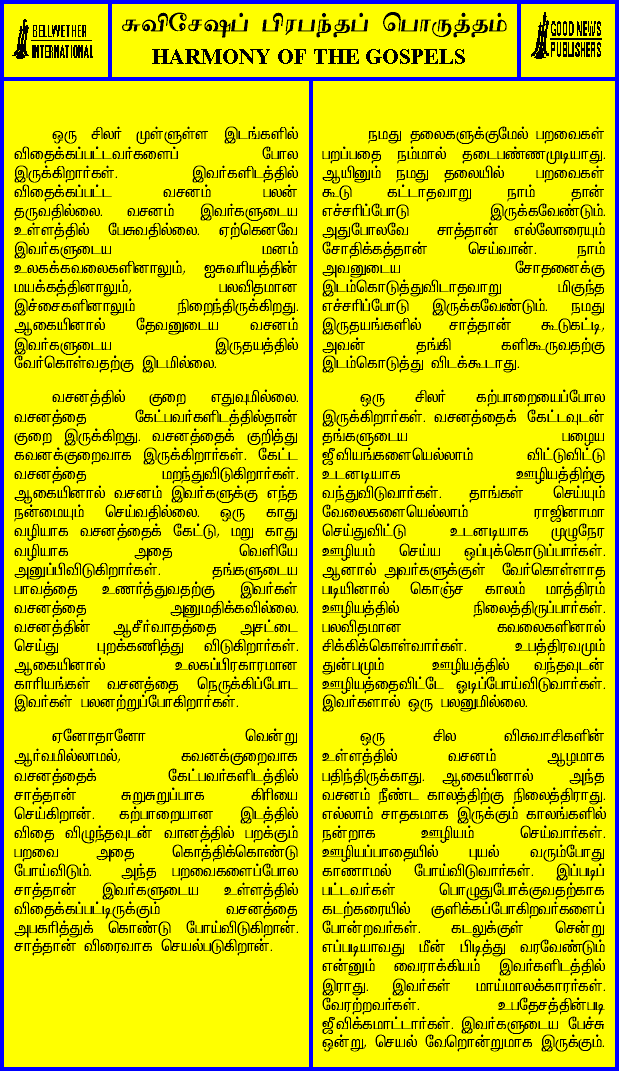 BELLWETHER
INTERNATIONAL
சுவிசேஷப் பிரபந்தப் பொருத்தம்
HARMONY OF THE GOSPELS
GOOD NEWS
PUBLISHERS
ஒரு சிலர் முள்ளுள்ள இடங்களில்
விதைக்கப்பட்டவர்களைப் போல
இருக்கிறார்கள். இவர்களிடத்தில்
விதைக்கப்பட்ட வசனம் பலன்
தருவதில்லை. வசனம் இவர்களுடைய
உள்ளத்தில் பேசுவதில்லை. ஏற்கெனவே
இவர்களுடைய மனம்
உலகக்கவலைகளினாலும், ஐசுவரியத்தின்
மயக்கத்தினாலும், பலவிதமான
இச்சைகளினாலும் நிறைந்திருக்கிறது.
ஆகையினால் தேவனுடைய வசனம்
இவர்களுடைய இருதயத்தில்
வேர்கொள்வதற்கு இடமில்லை.
வசனத்தில் குறை எதுவுமில்லை.
வசனத்தை கேட்பவர்களிடத்தில்தான்
குறை இருக்கிறது. வசனத்தைக் குறித்து
கவனக்குறைவாக இருக்கிறார்கள். கேட்ட
வசனத்தை மறந்துவிடுகிறார்கள்.
ஆகையினால் வசனம் இவர்களுக்கு எந்த
நன்மையும் செய்வதில்லை. ஒரு காது
வழியாக வசனத்தைக் கேட்டு, மறு காது
வழியாக அதை வெளியே
அனுப்பிவிடுகிறார்கள். தங்களுடைய
பாவத்தை உணர்த்துவதற்கு இவர்கள்
வசனத்தை அனுமதிக்கவில்லை.
வசனத்தின் ஆசீர்வாதத்தை அசட்டை
செய்து புறக்கணித்து விடுகிறார்கள்.
ஆகையினால் உலகப்பிரகாரமான
காரியங்கள் வசனத்தை நெருக்கிப்போட
இவர்கள் பலனற்றுப்போகிறார்கள்.
ஏனோதானோ வென்று
ஆர்வமில்லாமல், கவனக்குறைவாக
வசனத்தைக் கேட்பவர்களிடத்தில்
சாத்தான் சுறுசுறுப்பாக கிரியை
செய்கிறான். கற்பாறையான இடத்தில்
விதை விழுந்தவுடன் வானத்தில் பறக்கும்
பறவை அதை கொத்திக்கொண்டு
போய்விடும். அந்த பறவைகளைப்போல
சாத்தான் இவர்களுடைய உள்ளத்தில்
விதைக்கப்பட்டிருக்கும் வசனத்தை
அபகரித்துக் கொண்டு போய்விடுகிறான்.
சாத்தான் விரைவாக செயல்படுகிறான்.
நமது தலைகளுக்குமேல் பறவைகள்
பறப்பதை நம்மால் தடைபண்ணமுடியாது.
ஆயினும் நமது தலையில் பறவைகள்
கூடு கட்டாதவாறு நாம் தான்
எச்சரிப்போடு இருக்கவேண்டும்.
அதுபோலவே சாத்தான் எல்லோரையும்
சோதிக்கத்தான் செய்வான். நாம்
அவனுடைய சோதனைக்கு
இடம்கொடுத்துவிடாதவாறு மிகுந்த
எச்சரிப்போடு இருக்கவேண்டும். நமது
இருதயங்களில் சாத்தான் கூடுகட்டி,
அவன் தங்கி களிகூருவதற்கு
இடம்கொடுத்து விடக்கூடாது.
ஒரு சிலர் கற்பாறையைப்போல
இருக்கிறார்கள். வசனத்தைக் கேட்டவுடன்
தங்களுடைய பழைய
ஜீவியங்களையெல்லாம் விட்டுவிட்டு
உடனடியாக ஊழியத்திற்கு
வந்துவிடுவார்கள். தாங்கள் செய்யும்
வேலைகளையெல்லாம் ராஜினாமா
செய்துவிட்டு உடனடியாக முழுநேர
ஊழியம் செய்ய ஒப்புக்கொடுப்பார்கள்.
ஆனால் அவர்களுக்குள் வேர்கொள்ளாத
படியினால் கொஞ்ச காலம் மாத்திரம்
ஊழியத்தில் நிலைத்திருப்பார்கள்.
பலவிதமான கவலைகளினால்
சிக்கிக்கொள்வார்கள். உபத்திரவமும்
துன்பமும் ஊழியத்தில் வந்தவுடன்
ஊழியத்தைவிட்டே ஓடிப்போய்விடுவார்கள்.
இவர்களால் ஒரு பலனுமில்லை.
ஒரு சில விசுவாசிகளின்
உள்ளத்தில் வசனம் ஆழமாக
பதிந்திருக்காது. ஆகையினால் அந்த
வசனம் நீண்ட காலத்திற்கு நிலைத்திராது.
எல்லாம் சாதகமாக இருக்கும் காலங்களில்
நன்றாக ஊழியம் செய்வார்கள்.
ஊழியப்பாதையில் புயல் வரும்போது
காணாமல் போய்விடுவார்கள். இப்படிப்
பட்டவர்கள் பொழுதுபோக்குவதற்காக
கடற்கரையில் குளிக்கப்போகிறவர்களைப்
போன்றவர்கள். கடலுக்குள் சென்று
எப்படியாவது மீன் பிடித்து வரவேண்டும்
என்னும் வைராக்கியம் இவர்களிடத்தில்
இராது. இவர்கள் மாய்மாலக்காரர்கள்.
வேரற்றவர்கள். உபதேசத்தின்படி
ஜீவிக்கமாட்டார்கள். இவர்களுடைய பேச்சு
ஒன்று, செயல் வேறொன்றுமாக இருக்கும்.